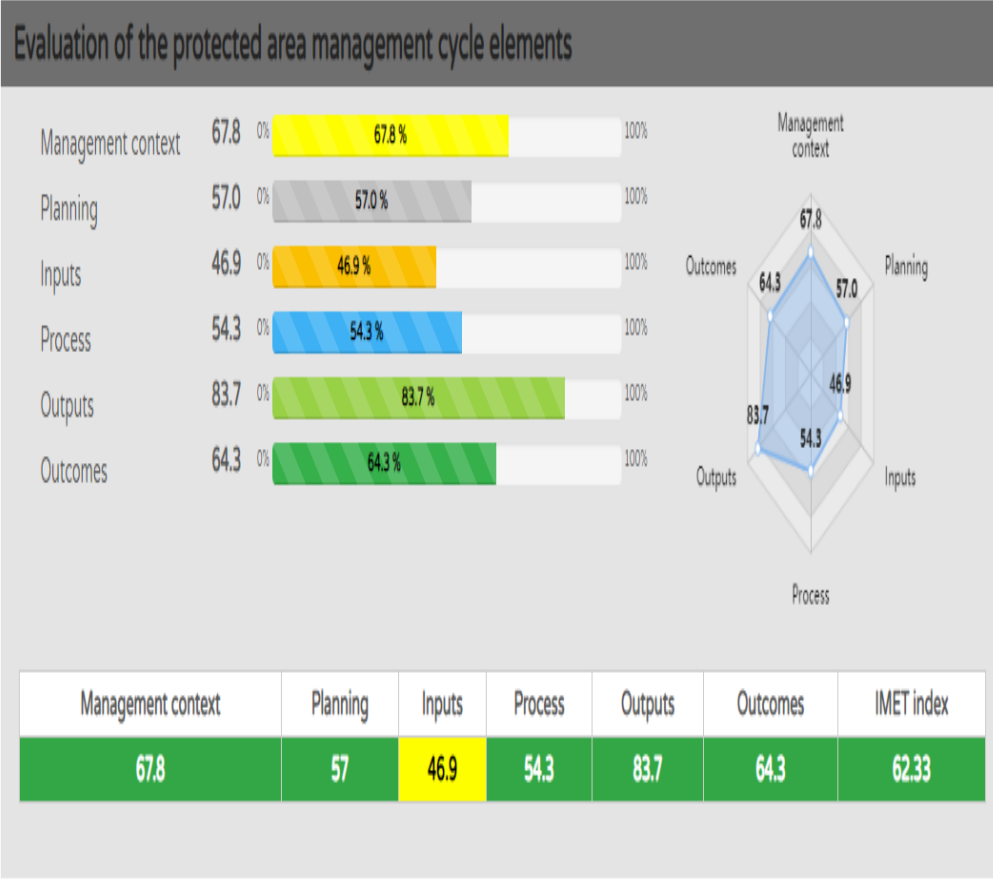 Evaluation of the protected area management cycle elements
Management context 67.8 0% 67.8 % 100%
Planning 57.0 0% 57.0 % 100%
Inputs 46.9 0% 46.9 % 100%
Process 54.3 0% 54.3 % 100%
Outputs 83.7 0% 83.7 % 100%
Outcomes 64.3 0% 64.3 % 100%
Management
context
67.8
Outcomes 64.3 57.0 Planning
46.9
83.7 54.3
Outputs Inputs
Process
Management context Planning Inputs Process Outputs Outcomes IMET index
67.8 57 46.9 54.3 83.7 64.3 62.33